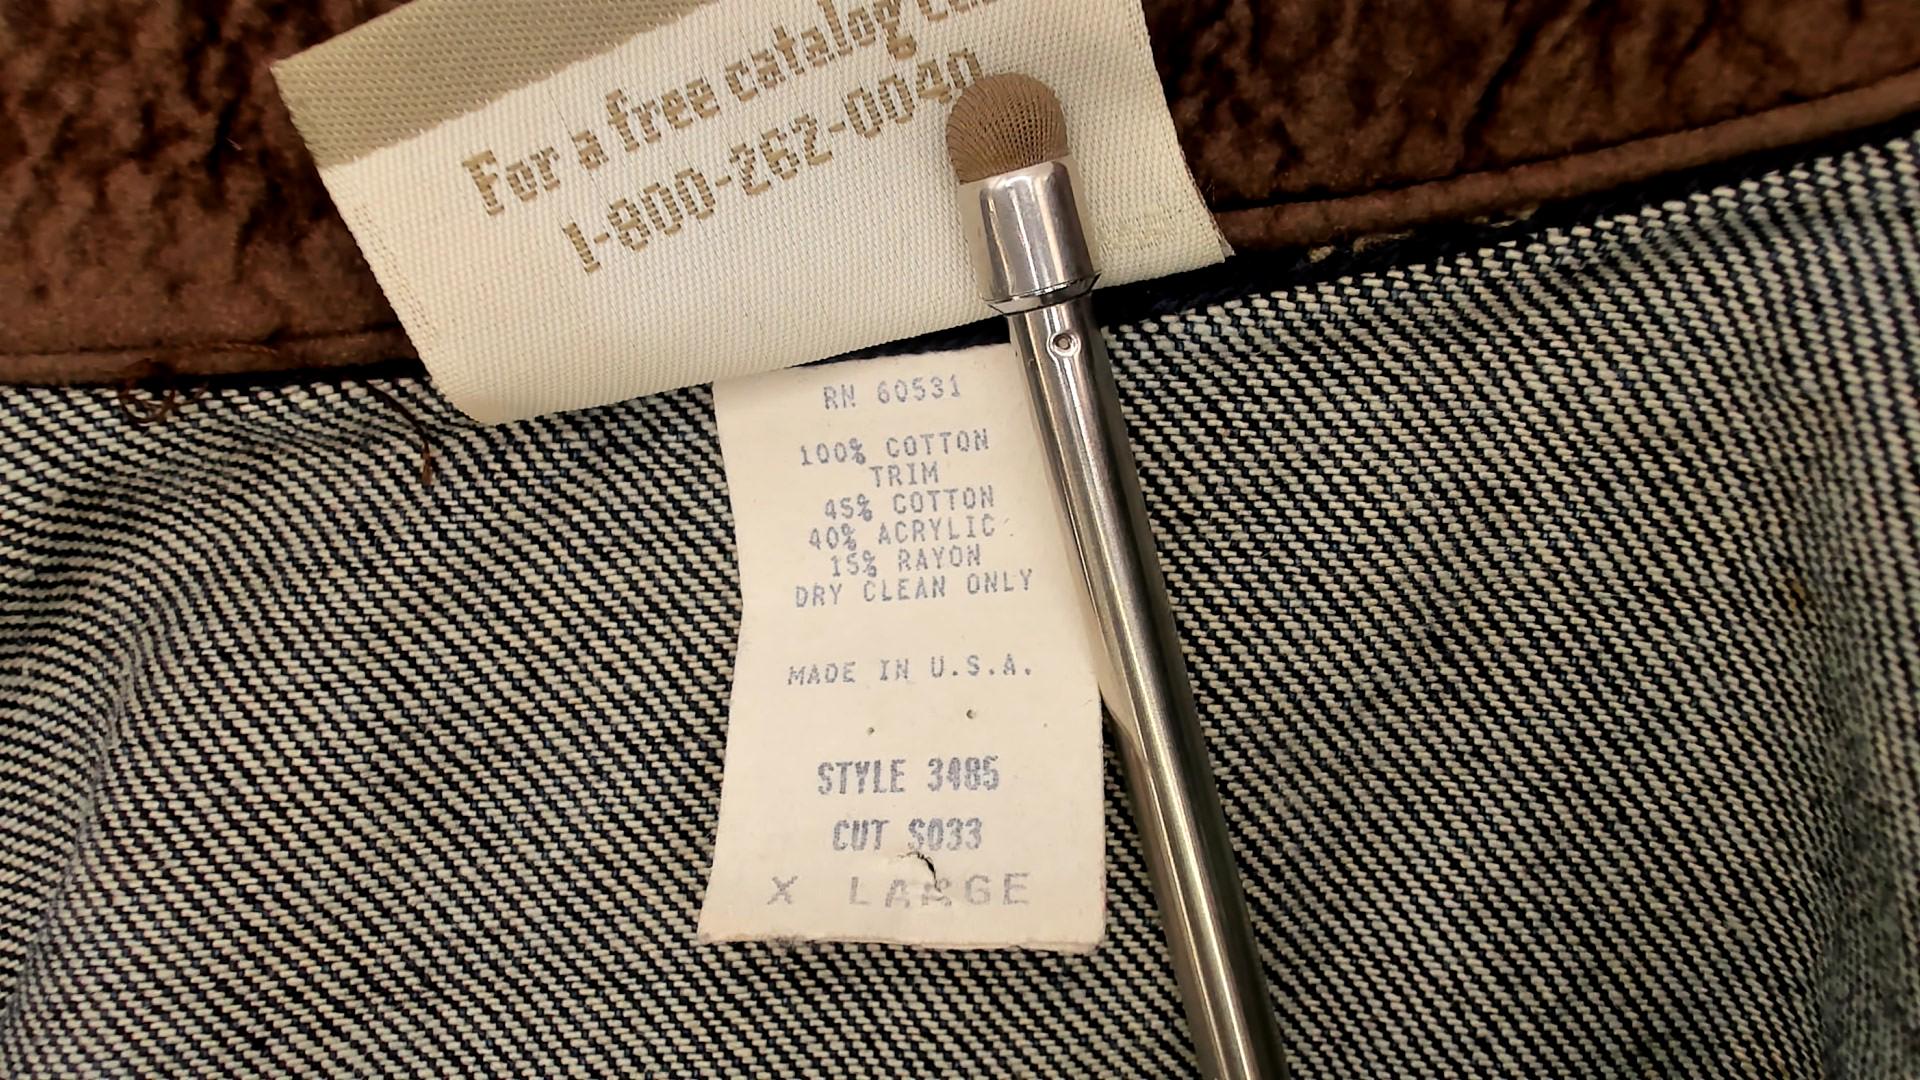 For a free catalog
1-800-262-0040
RN 60531
100% COTTON
TRIM
45% COTTON
40% ACRYLIC
15% RAYON
DRY CLEAN ONLY
MADE IN U.S.A.
STYLE 3485
CUT S033
X LARGE